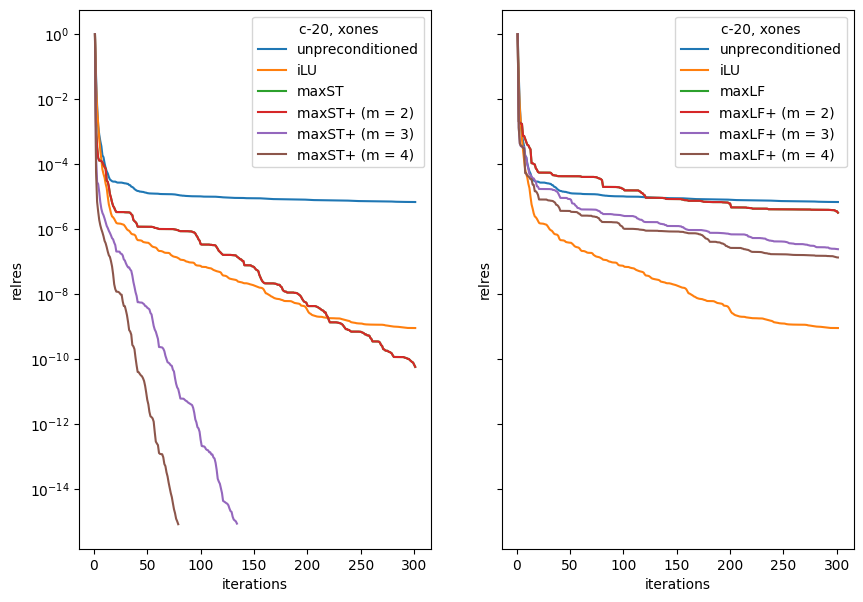 c-20, xones
unpreconditioned
iLU
maxST
maxST+ (m = 2)
maxST+ (m = 3)
maxST+ (m = 4)
10^0
10^-2
10^-4
10^-6
10^-8
10^-10
10^-12
10^-14
relres
0 50 100 150 200 250 300
iterations
c-20, xones
unpreconditioned
iLU
maxLF
maxLF+ (m = 2)
maxLF+ (m = 3)
maxLF+ (m = 4)
relres
0 50 100 150 200 250 300
iterations